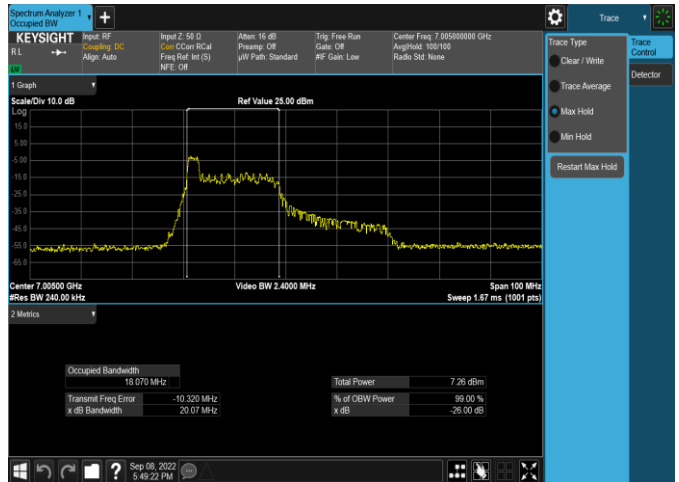 Spectrum Analyzer 1
Occupied BW
+
Trace
KEYSIGHT
RL
Input: RF
Coupling: DC
Align: Auto
Input Z: 50 Ω
Corr CCorr RCal
Freq Ref: Int (S)
NFE: Off
Atten: 16 dB
Preamp: Off
µW Path: Standard
Trig: Free Run
Gate: Off
#IF Gain: Low
Center Freq: 7.005000000 GHz
Avg|Hold: 100/100
Radio Std: None
Trace Type
Clear / Write
Trace Average
Max Hold
Min Hold
Restart Max Hold
Trace
Control
Detector
1 Graph
Scale/Div 10.0 dB
Ref Value 25.00 dBm
Log
15.0
5.00
-5.00
-15.0
-25.0
-35.0
-45.0
-55.0
-65.0
Center 7.00500 GHz
Video BW 2.4000 MHz
Span 100 MHz
#Res BW 240.00 kHz
Sweep 1.67 ms (1001 pts)
2 Metrics
Occupied Bandwidth
18.070 MHz
Total Power 7.26 dBm
Transmit Freq Error -10.320 MHz
% of OBW Power 99.00 %
x dB Bandwidth 20.07 MHz
x dB -26.00 dB
?
Sep 08, 2022
5:49:22 PM